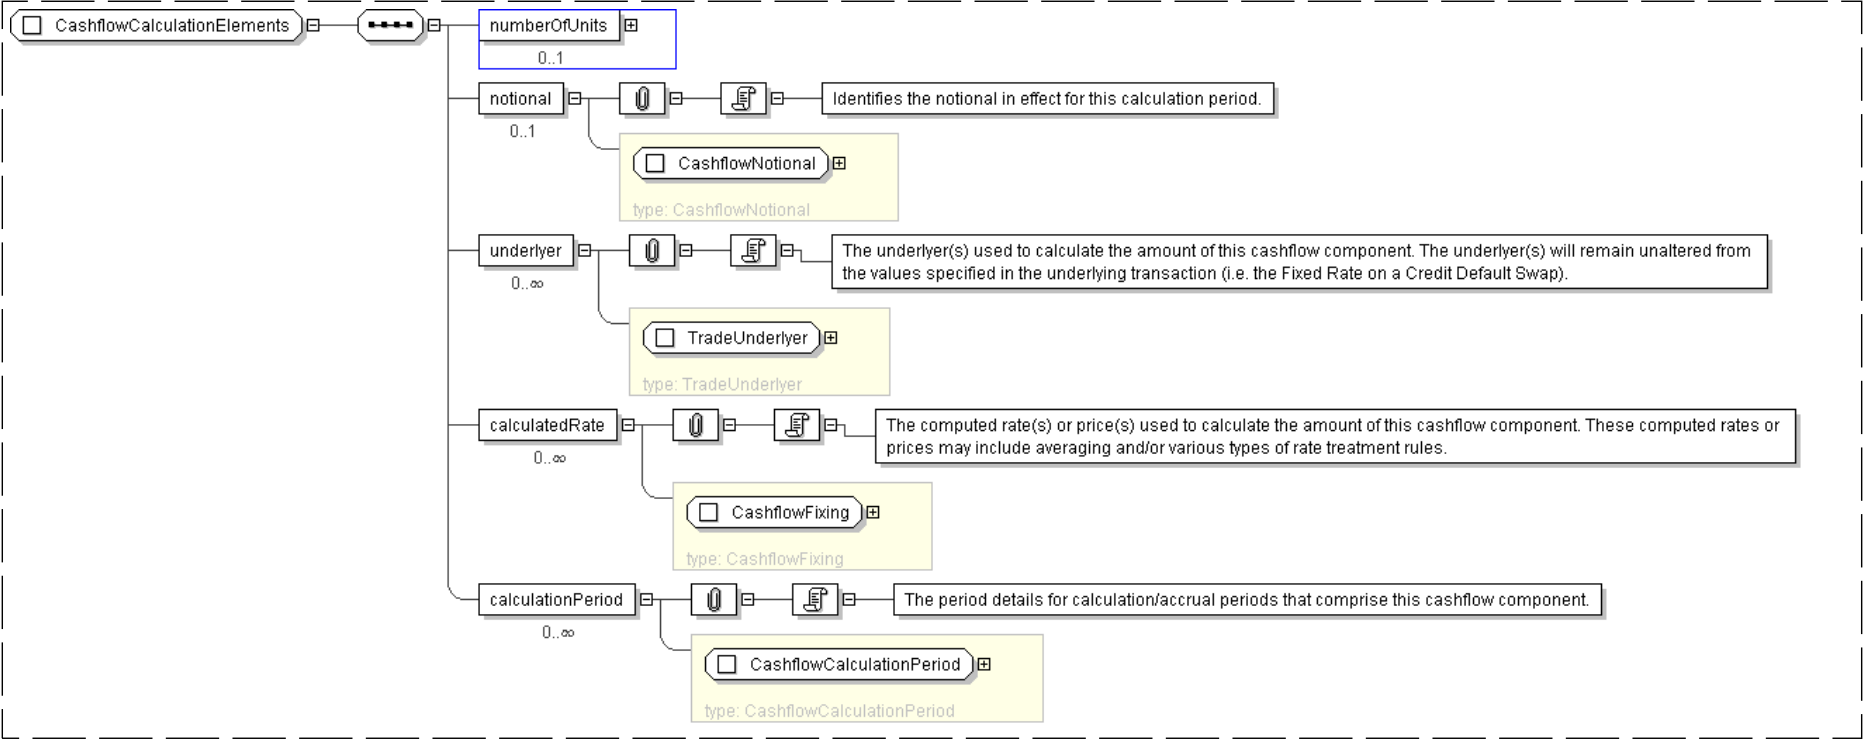 CashflowCalculationElements
numberOfUnits
0..1
notional
Identifies the notional in effect for this calculation period.
0..1
CashflowNotional
type: CashflowNotional
underlyer
The underlyer(s) used to calculate the amount of this cashflow component. The underlyer(s) will remain unaltered from
the values specified in the underlying transaction (i.e. the Fixed Rate on a Credit Default Swap).
0..∞
TradeUnderlyer
type: TradeUnderlyer
calculatedRate
The computed rate(s) or price(s) used to calculate the amount of this cashflow component. These computed rates or
prices may include averaging and/or various types of rate treatment rules.
0..∞
CashflowFixing
type: CashflowFixing
calculationPeriod
The period details for calculation/accrual periods that comprise this cashflow component.
0..∞
CashflowCalculationPeriod
type: CashflowCalculationPeriod